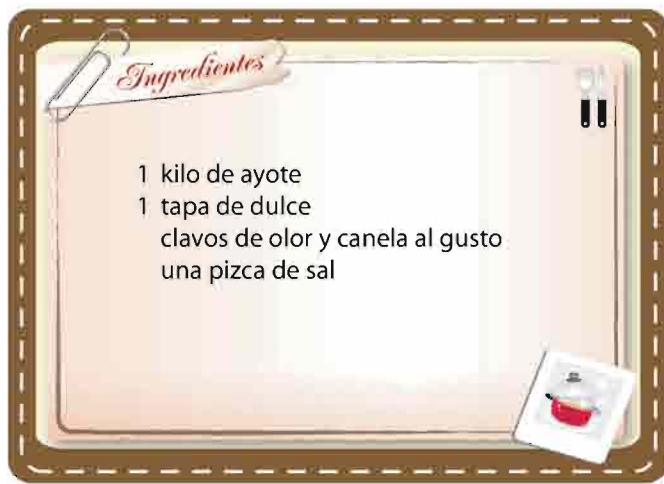 Ingredientes
1 kilo de ayote
1 tapa de dulce
clavos de olor y canela al gusto
una pizca de sal